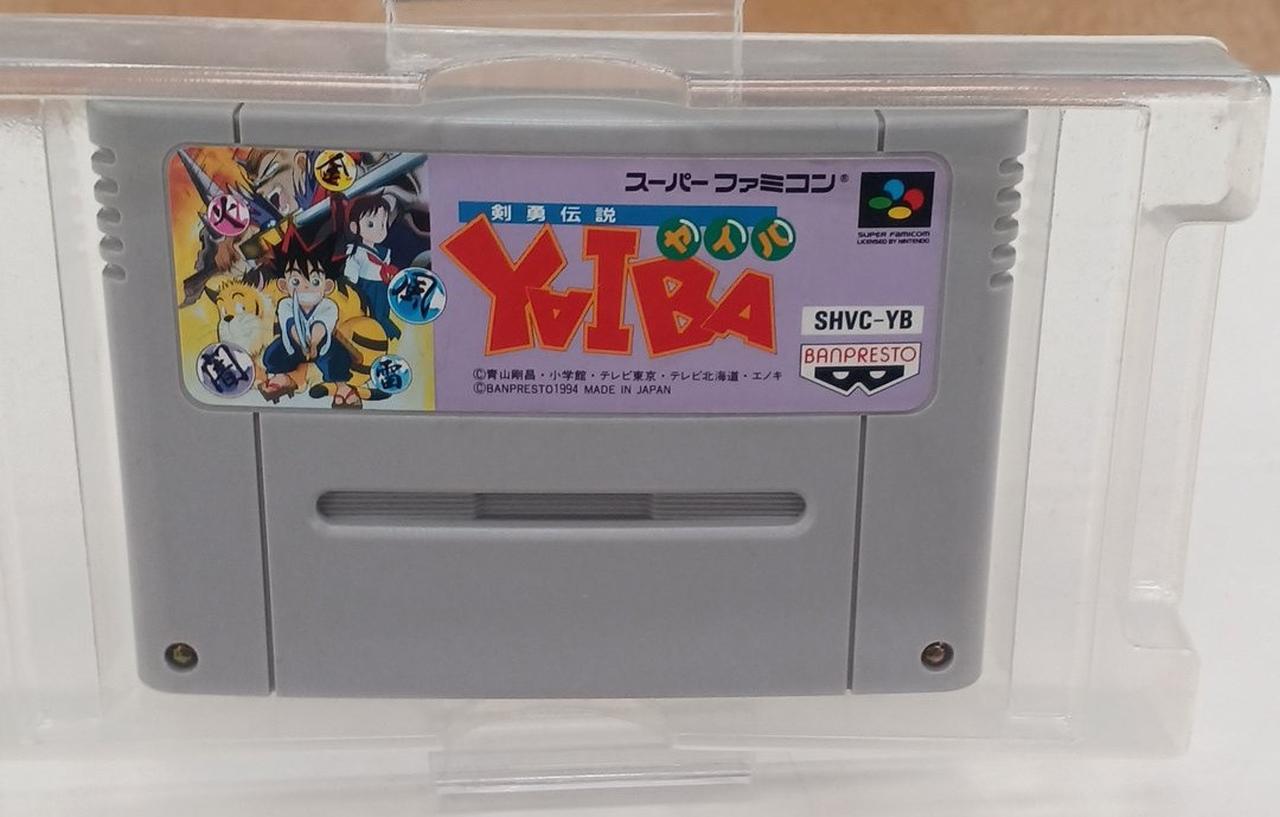 スーパーファミコン®
剣勇伝説
ヤイバ
YAIBA
SUPER FAMICOM
LICENSED BY NINTENDO
SHVC-YB
BANPRESTO
©青山剛昌・小学館・テレビ東京・テレビ北海道・エノキ
©BANPRESTO1994 MADE IN JAPAN
金
火
風
闇
雷